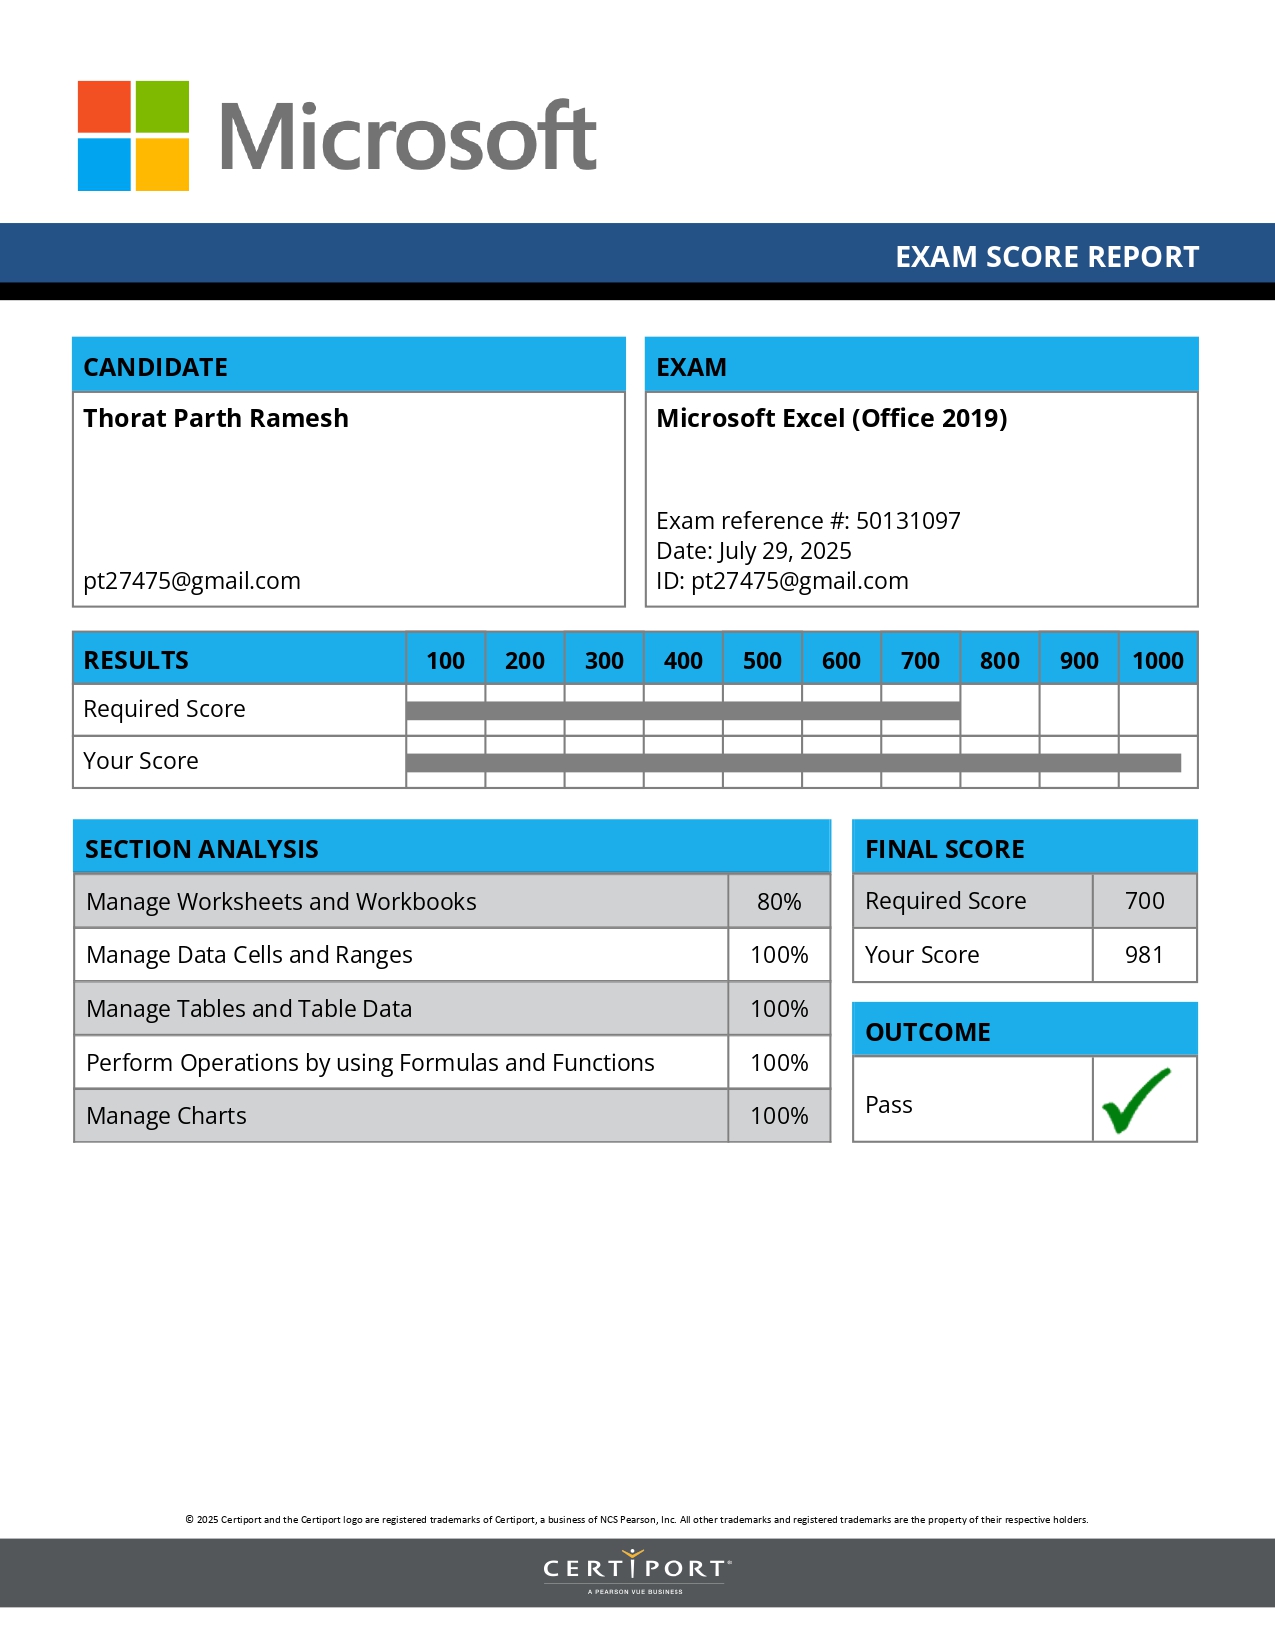 Microsoft
EXAM SCORE REPORT
CANDIDATE
Thorat Parth Ramesh
pt27475@gmail.com
EXAM
Microsoft Excel (Office 2019)
Exam reference #: 50131097
Date: July 29, 2025
ID: pt27475@gmail.com
RESULTS 100 200 300 400 500 600 700 800 900 1000
Required Score
Your Score
SECTION ANALYSIS
Manage Worksheets and Workbooks 80%
Manage Data Cells and Ranges 100%
Manage Tables and Table Data 100%
Perform Operations by using Formulas and Functions 100%
Manage Charts 100%
FINAL SCORE
Required Score 700
Your Score 981
OUTCOME
Pass
© 2025 Certiport and the Certiport logo are registered trademarks of Certiport, a business of NCS Pearson, Inc. All other trademarks and registered trademarks are the property of their respective holders.
CERTIPORT®
A PEARSON VUE BUSINESS